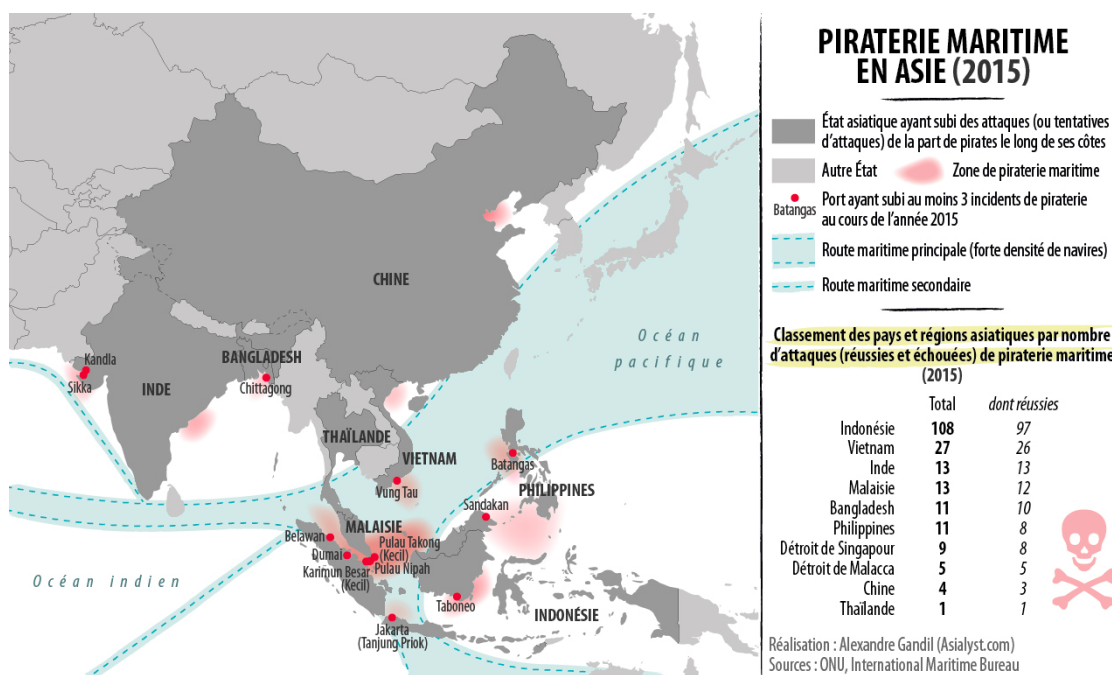 PIRATERIE MARITIME
EN ASIE (2015)
État asiatique ayant subi des attaques (ou tentatives
d'attaques) de la part de pirates le long de ses côtes
Autre État
Zone de piraterie maritime
Batangas
Port ayant subi au moins 3 incidents de piraterie
au cours de l'année 2015
Route maritime principale (forte densité de navires)
Route maritime secondaire
Classement des pays et régions asiatiques par nombre
d'attaques (réussies et échouées) de piraterie maritime
(2015)
Total dont réussies
Indonésie 108 97
Vietnam 27 26
Inde 13 13
Malaisie 13 12
Bangladesh 11 10
Philippines 11 8
Détroit de Singapour 9 8
Détroit de Malacca 5 5
Chine 4 3
Thaïlande 1 1
Réalisation : Alexandre Gandil (Asialyst.com)
Sources : ONU, International Maritime Bureau
CHINE
Océan
pacifique
Kandla
Sikka
BANGLADESH
Chittagong
INDE
THAÏLANDE
VIETNAM
Vung Tau
Batangas
PHILIPPINES
Sandakan
MALAISIE
Belawan
Dumai
Pulau Takong
(Kecil)
Pulau Nipah
Karimun Besar
(Kecil)
Océan indien
Taboneo
INDONÉSIE
Jakarta
(Tanjung Priok)